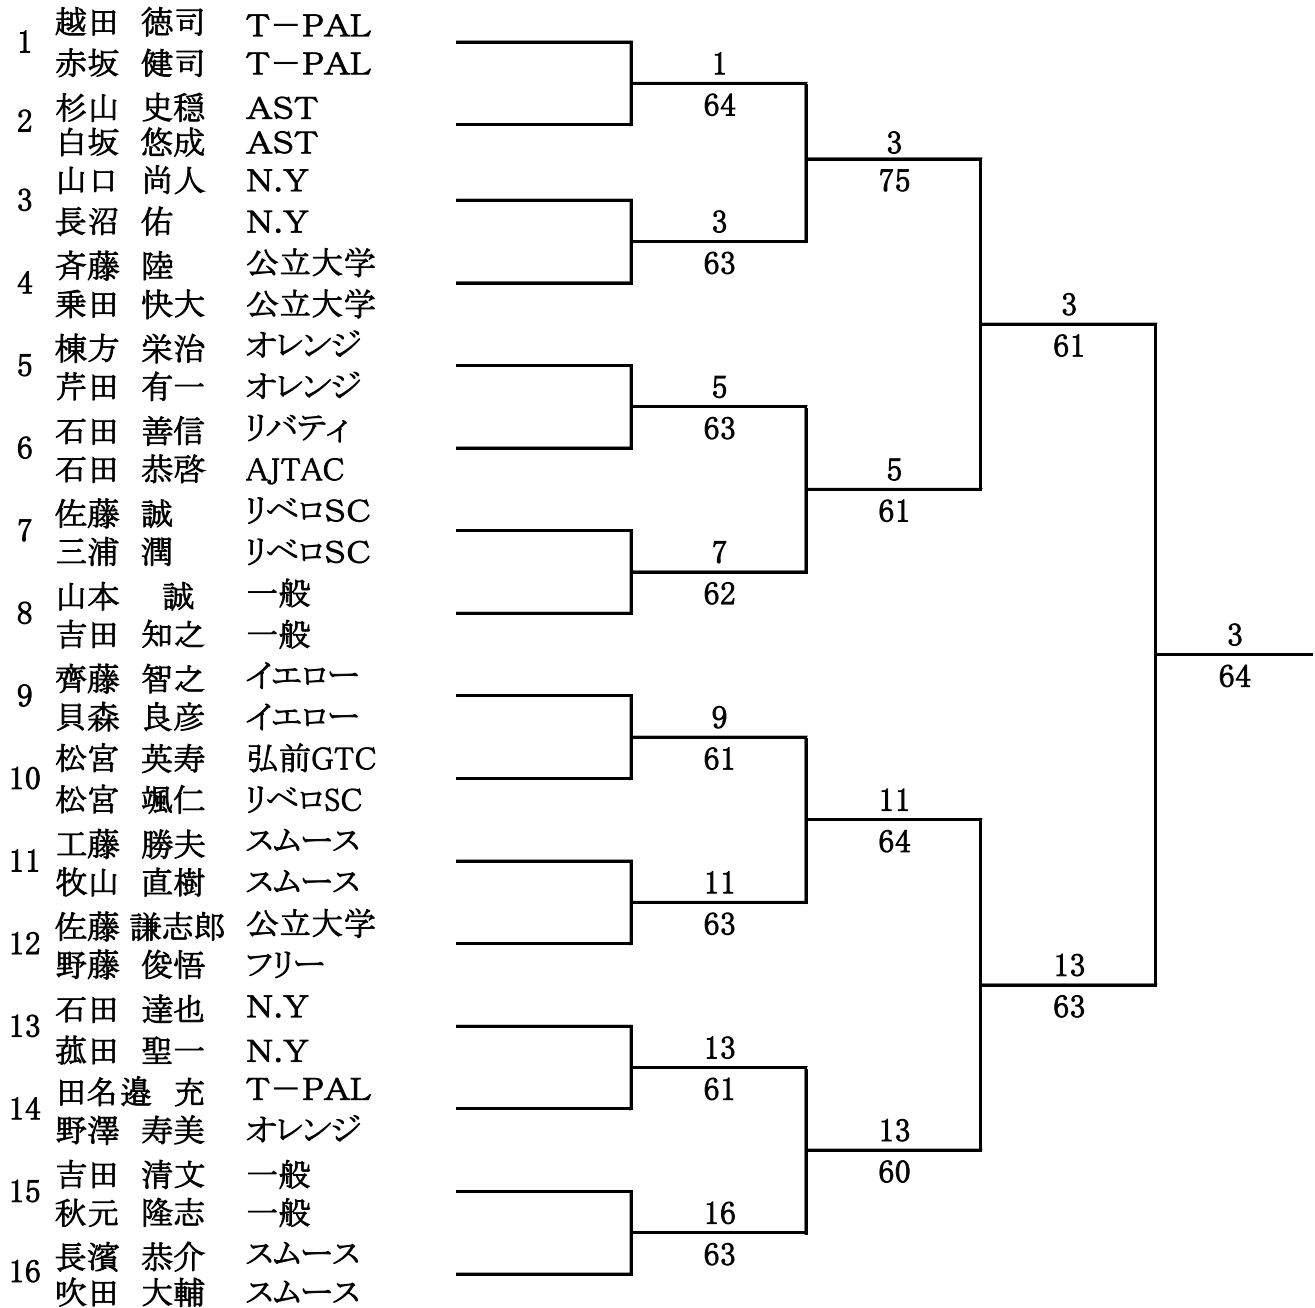 越田 徳司 T－PAL
1
赤坂 健司 T－PAL
1
64
杉山 史穏 AST
2
白坂 悠成 AST
3
75
山口 尚人 N.Y
3
長沼 佑 N.Y
3
63
斉藤 陸 公立大学
4
乗田 快大 公立大学
3
61
棟方 栄治 オレンジ
5
芹田 有一 オレンジ
5
63
石田 善信 リバティ
6
石田 恭啓 AJTAC
5
61
佐藤 誠 リベロSC
7
三浦 潤 リベロSC
7
62
山本 誠 一般
8
吉田 知之 一般
3
64
齊藤 智之 イエロー
9
貝森 良彦 イエロー
9
61
松宮 英寿 弘前GTC
10
松宮 颯仁 リベロSC
11
64
工藤 勝夫 スムース
11
牧山 直樹 スムース
11
63
佐藤 謙志郎 公立大学
12
野藤 俊悟 フリー
13
63
石田 達也 N.Y
13
菰田 聖一 N.Y
13
61
田名邉 充 T－PAL
14
野澤 寿美 オレンジ
13
60
吉田 清文 一般
15
秋元 隆志 一般
16
63
長濱 恭介 スムース
16
吹田 大輔 スムース